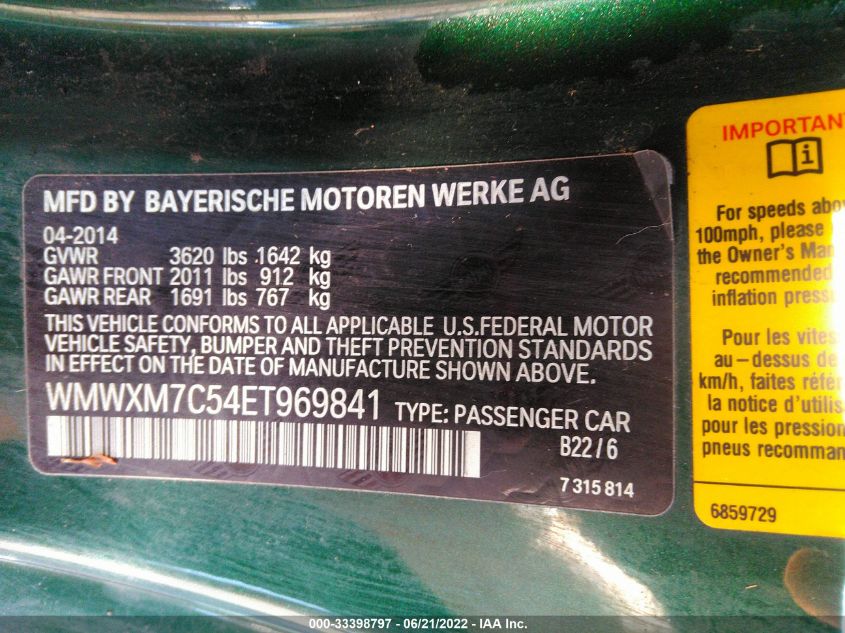 MFD BY BAYERISCHE MOTOREN WERKE AG
04-2014
GVWR 3620 lbs 1642 kg
GAWR FRONT 2011 lbs 912 kg
GAWR REAR 1691 lbs 767 kg
THIS VEHICLE CONFORMS TO ALL APPLICABLE U.S.FEDERAL MOTOR
VEHICLE SAFETY, BUMPER AND THEFT PREVENTION STANDARDS
IN EFFECT ON THE DATE OF MANUFACTURE SHOWN ABOVE.
WMWXM7C54ET969841 TYPE: PASSENGER CAR
B22/6
7 315 814
IMPORTAN
i
For speeds abo
100mph, please
the Owner's Man
recommended
inflation press
Pour les vites
au-dessus de
km/h, faites réfé
la notice d'utilis
pour les pression
pneus recomman
6859729
000-33398797 - 06/21/2022 - IAA Inc.